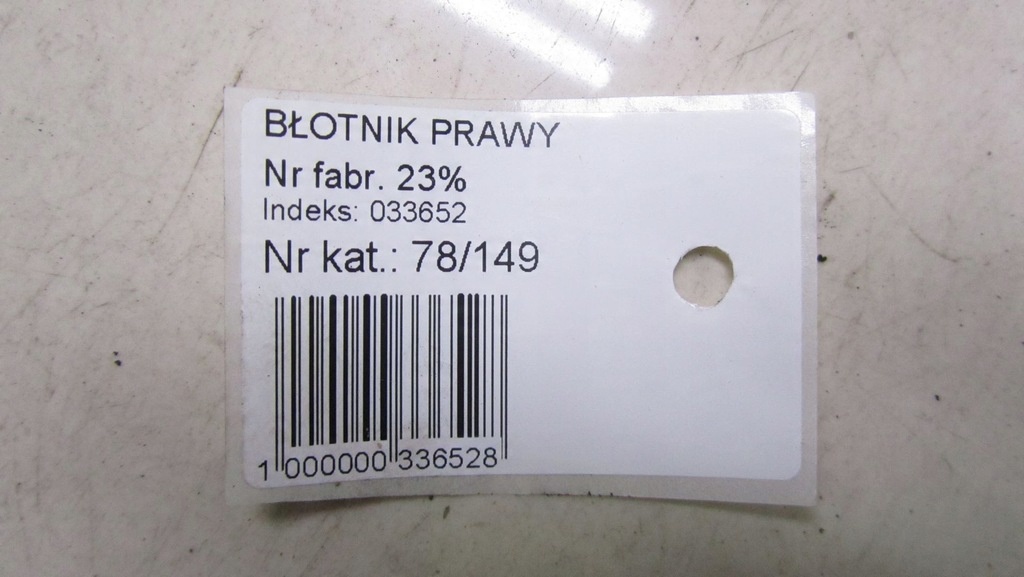 BŁOTNIK PRAWY
Nr fabr. 23%
Indeks: 033652
Nr kat.: 78/149
1 000000 336528